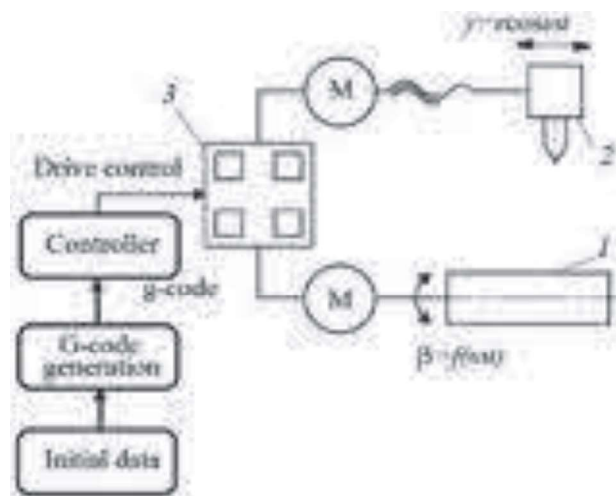 3
M
2
Drive control
1
Controller
M
g-code
G-code
generation
Initial data